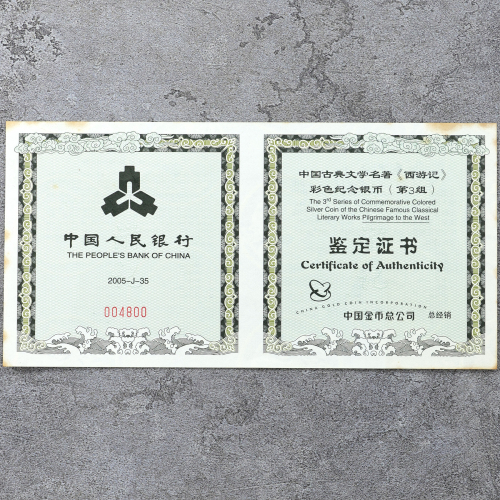 中国人民银行
THE PEOPLE'S BANK OF CHINA
2005-J-35
004800
中国古典文学名著《西游记》
彩色纪念银币（第3组）
The 3rd Series of Commemorative Colored
Silver Coin of the Chinese Famous Classical
Literary Works Pilgrimage to the West
鉴定证书
Certificate of Authenticity
CHINA GOLD COIN INCORPORATION
中国金币总公司 总经销